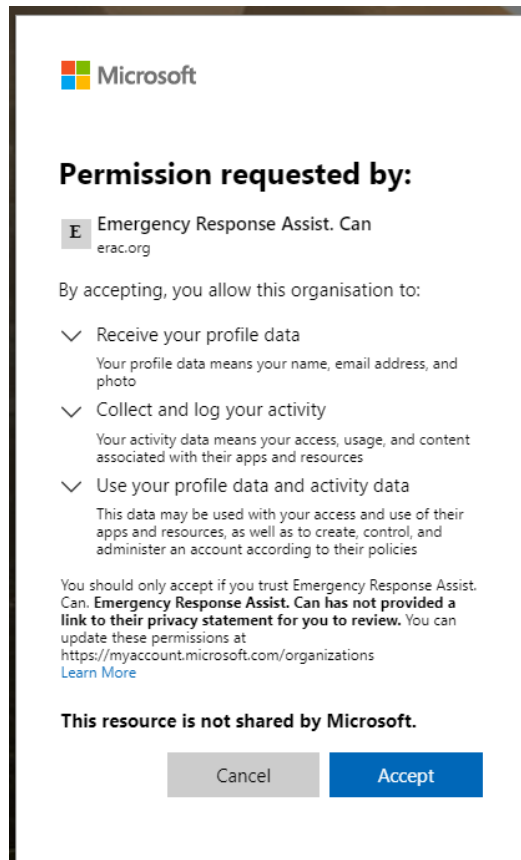 Microsoft
Permission requested by:
E
Emergency Response Assist. Can
erac.org
By accepting, you allow this organisation to:
Receive your profile data
Your profile data means your name, email address, and
photo
Collect and log your activity
Your activity data means your access, usage, and content
associated with their apps and resources
Use your profile data and activity data
This data may be used with your access and use of their
apps and resources, as well as to create, control, and
administer an account according to their policies
You should only accept if you trust Emergency Response Assist.
Can. Emergency Response Assist. Can has not provided a
link to their privacy statement for you to review. You can
update these permissions at
https://myaccount.microsoft.com/organizations
Learn More
This resource is not shared by Microsoft.
Cancel
Accept